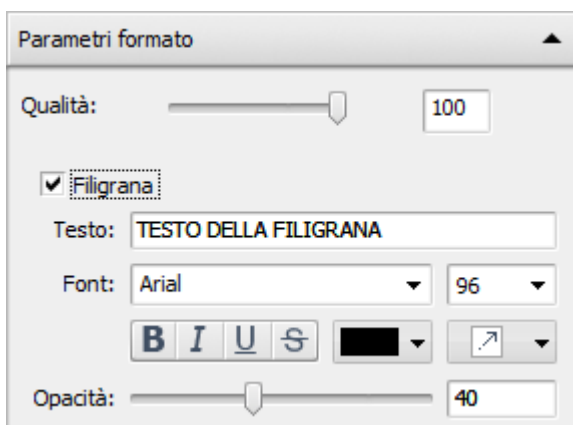 Parametri formato
Qualità: 100
Filigrana
Testo: TESTO DELLA FILIGRANA
Font: Arial 96
B I U S
Opacità: 40